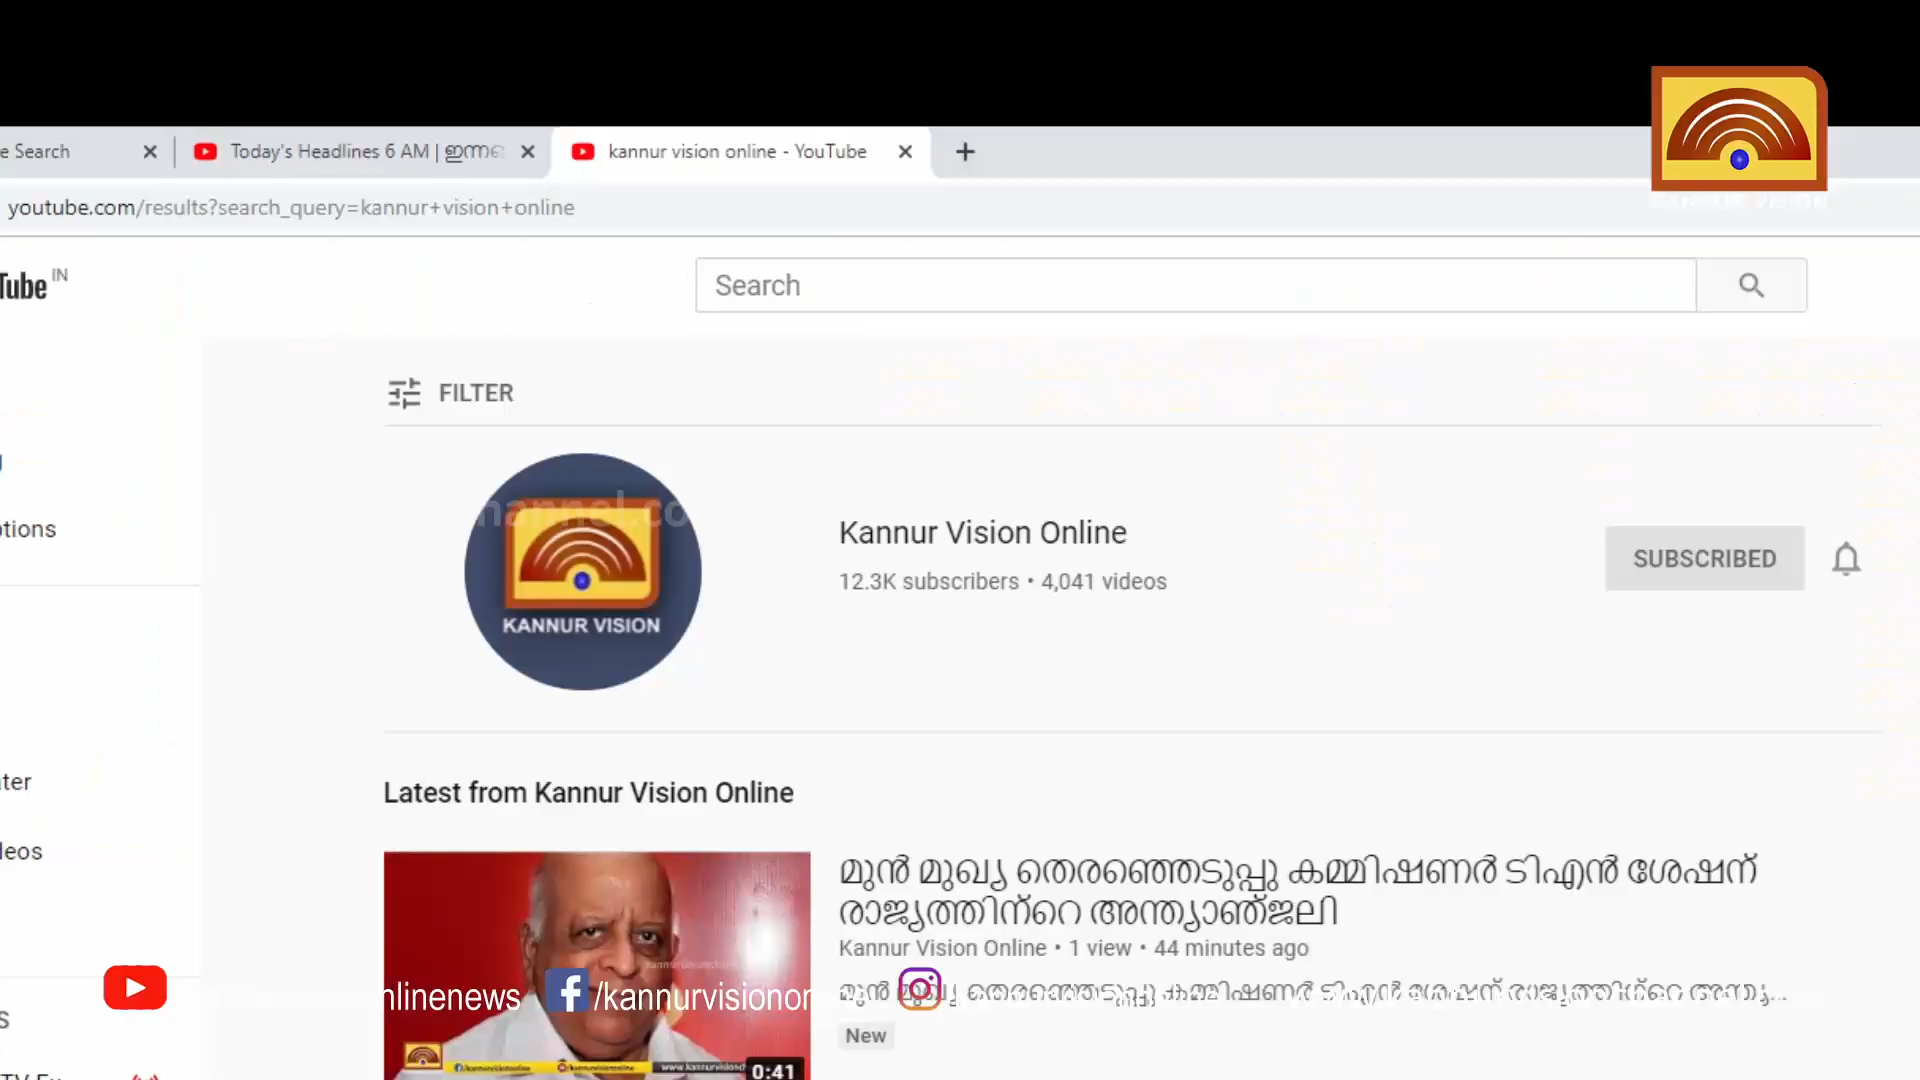 e Search
Today's Headlines 6 AM | ഇന്നത
kannur vision online - YouTube
youtube.com/results?search_query=kannur+vision+online
Tube IN
Search
FILTER
KANNUR VISION
Kannur Vision Online
12.3K subscribers • 4,041 videos
SUBSCRIBED
Latest from Kannur Vision Online
മുൻ മുഖ്യ തെരഞ്ഞെടുപ്പു കമ്മിഷണർ ടിഎൻ ശേഷന്
രാജ്യത്തിന്റെ അന്ത്യാഞ്ജലി
Kannur Vision Online • 1 view • 44 minutes ago
nlinenews
/kannurvisionon
New
0:41